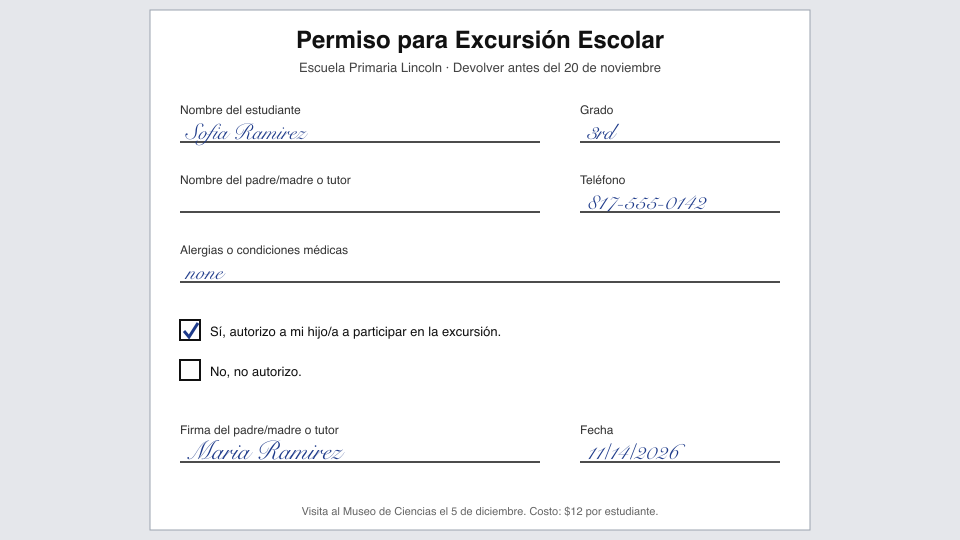 Permiso para Excursión Escolar
Escuela Primaria Lincoln · Devolver antes del 20 de noviembre
Nombre del estudiante
Sofia Ramirez
Grado
3rd
Nombre del padre/madre o tutor
Teléfono
817-555-0142
Alergias o condiciones médicas
none
Sí, autorizo a mi hijo/a a participar en la excursión.
No, no autorizo.
Firma del padre/madre o tutor
Maria Ramirez
Fecha
11/14/2026
Visita al Museo de Ciencias el 5 de diciembre. Costo: $12 por estudiante.